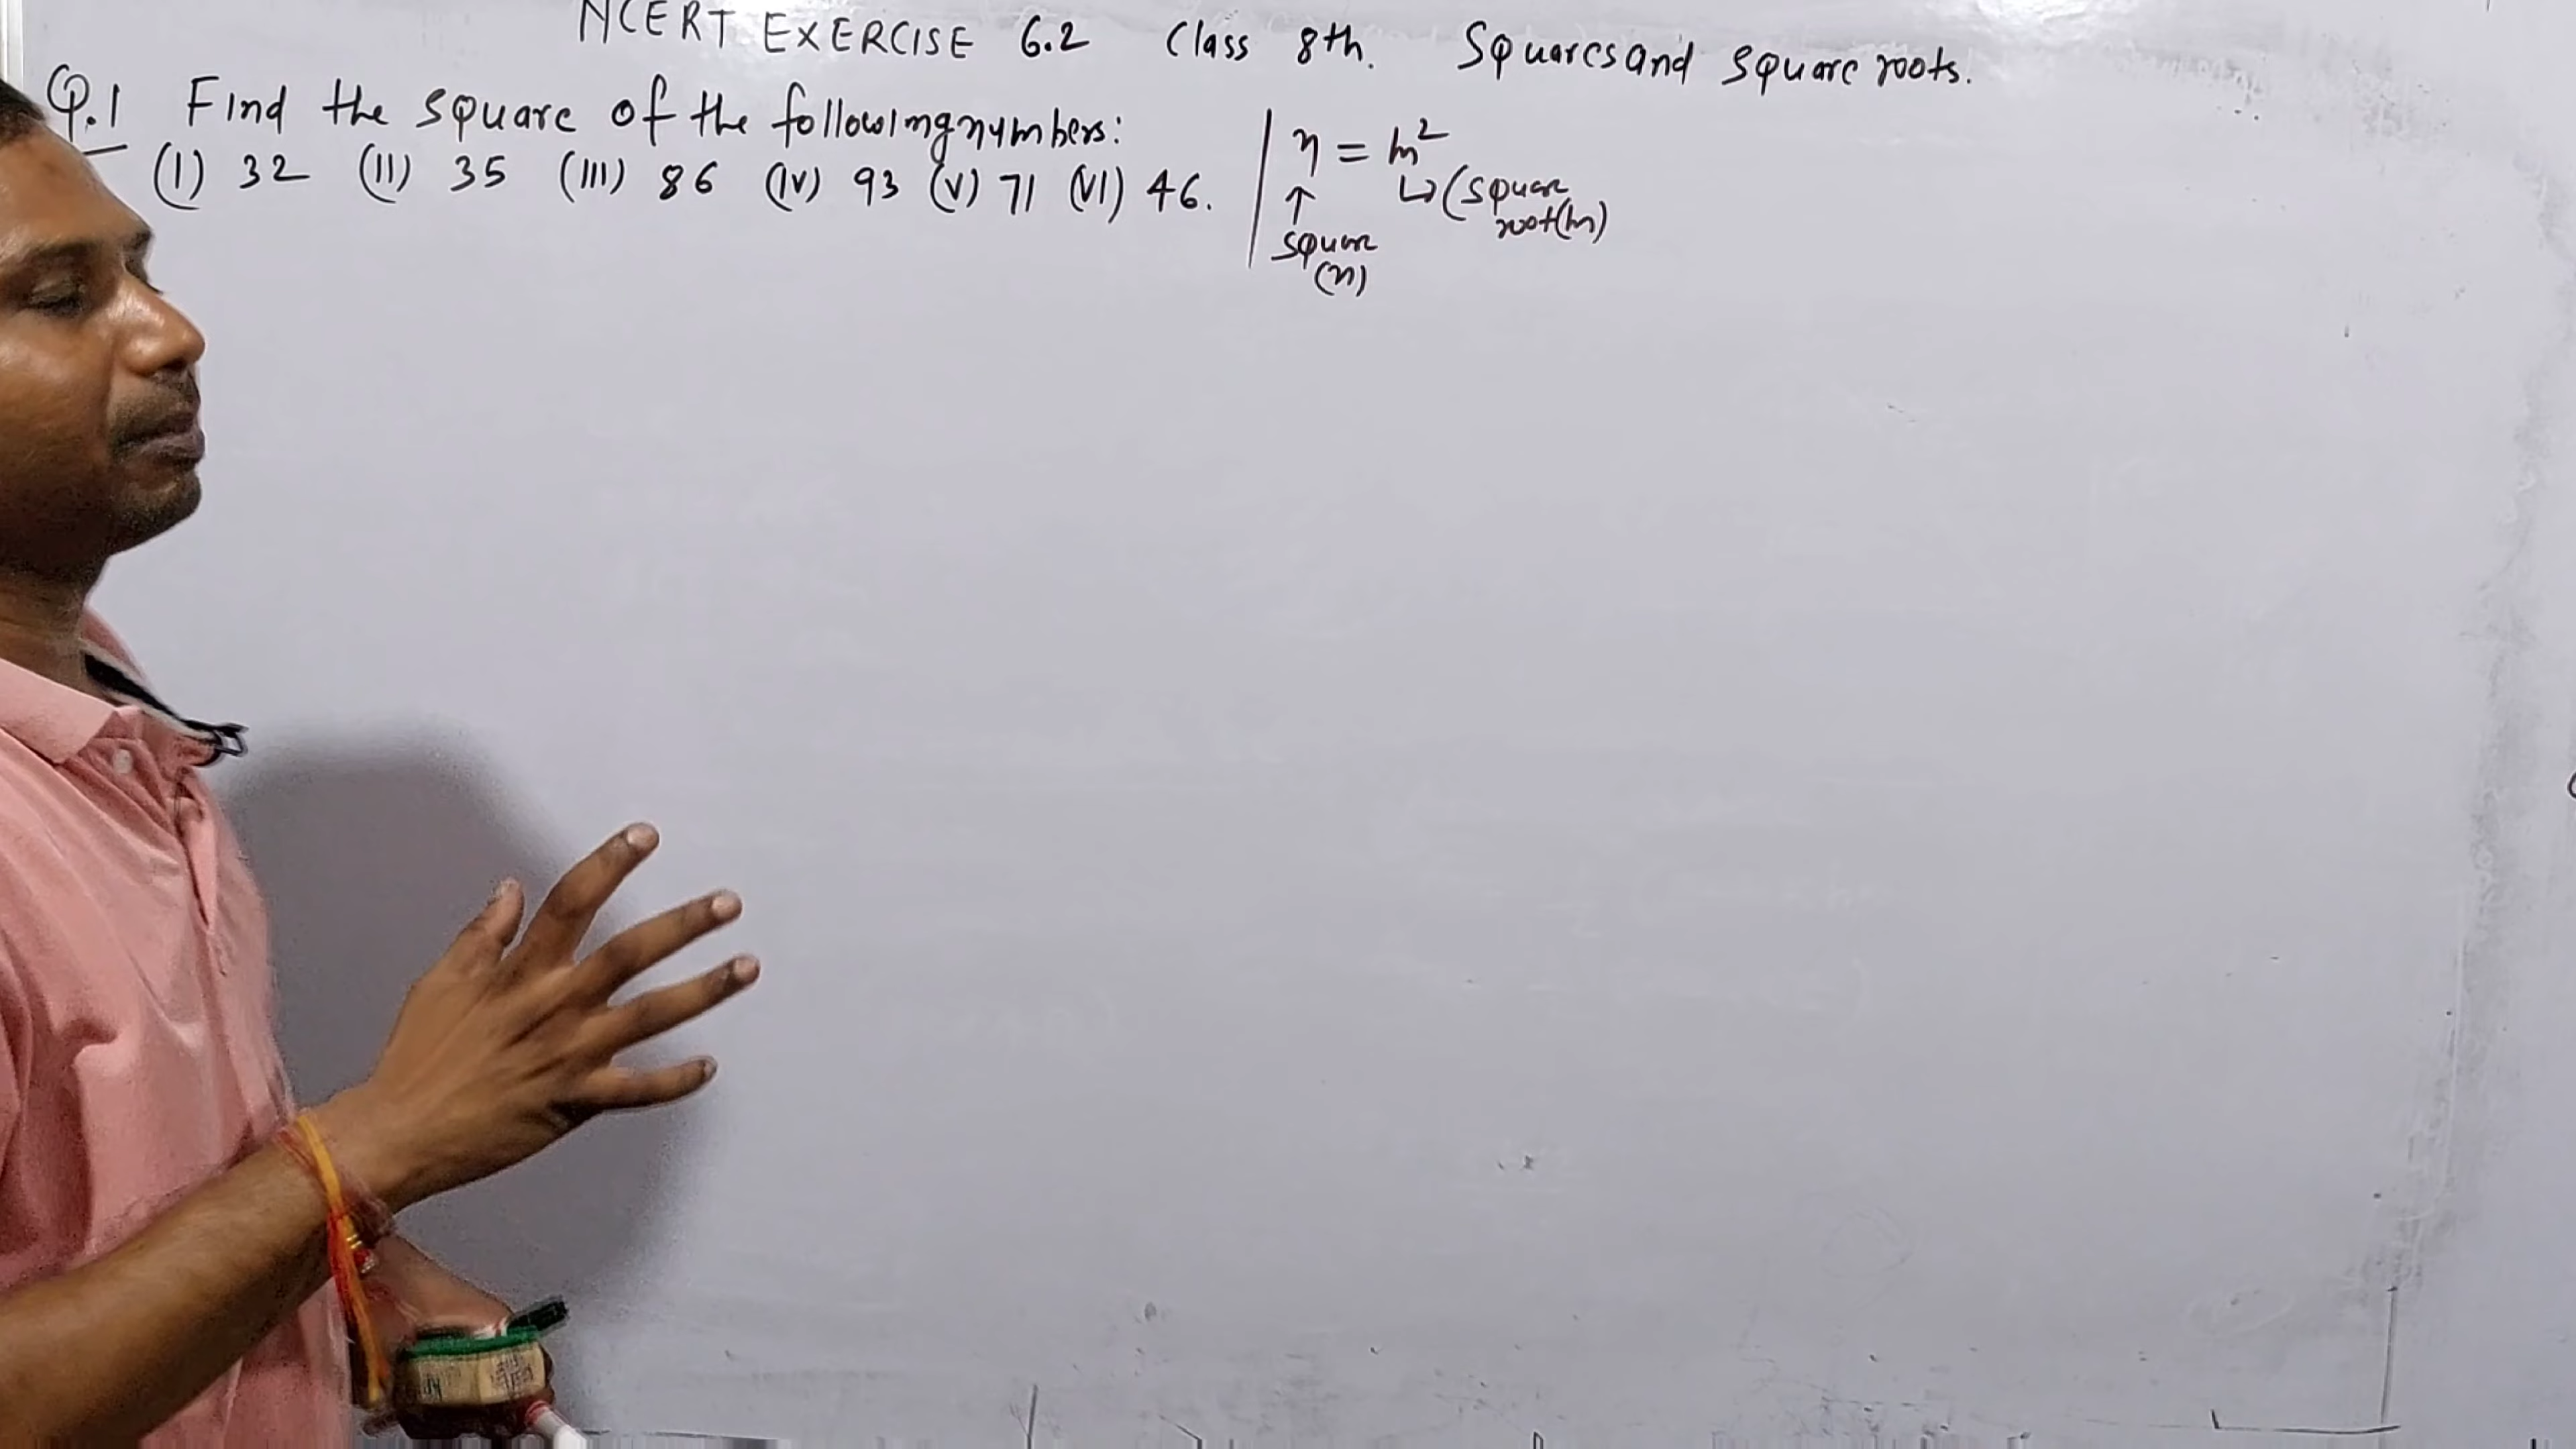 NCERT EXERCISE 6.2 Class 8th. Squares and square roots.
Q.1 Find the square of the following numbers:
(I) 32 (II) 35 (III) 86 (IV) 93 (V) 71 (VI) 46.
n = m²
↑ ↳ (square root(m)
square
(n)